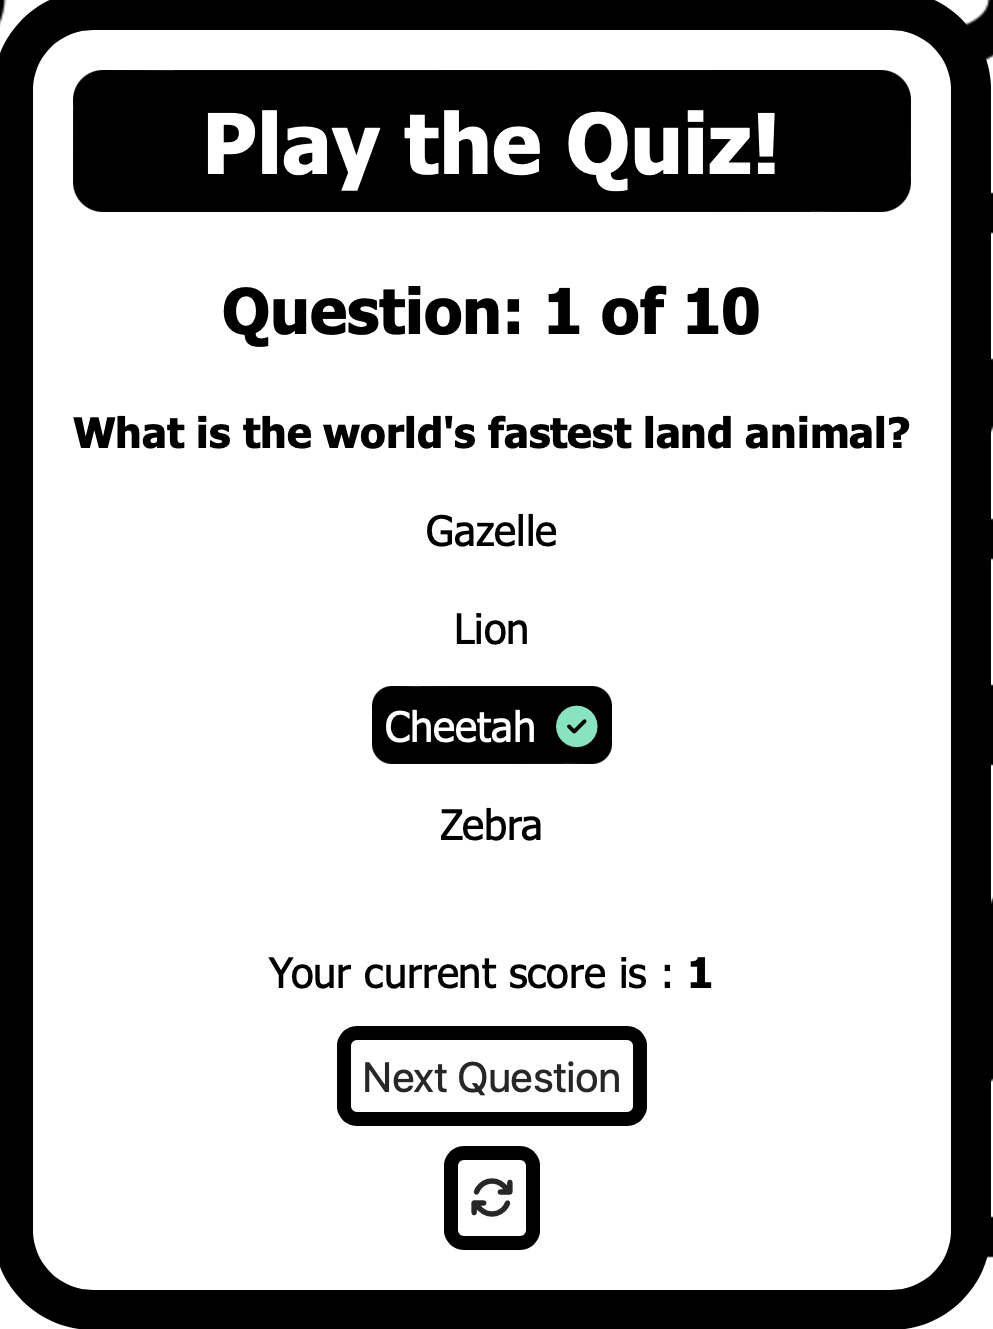 Play the Quiz!
Question: 1 of 10
What is the world's fastest land animal?
Gazelle
Lion
Cheetah
Zebra
Your current score is : 1
Next Question